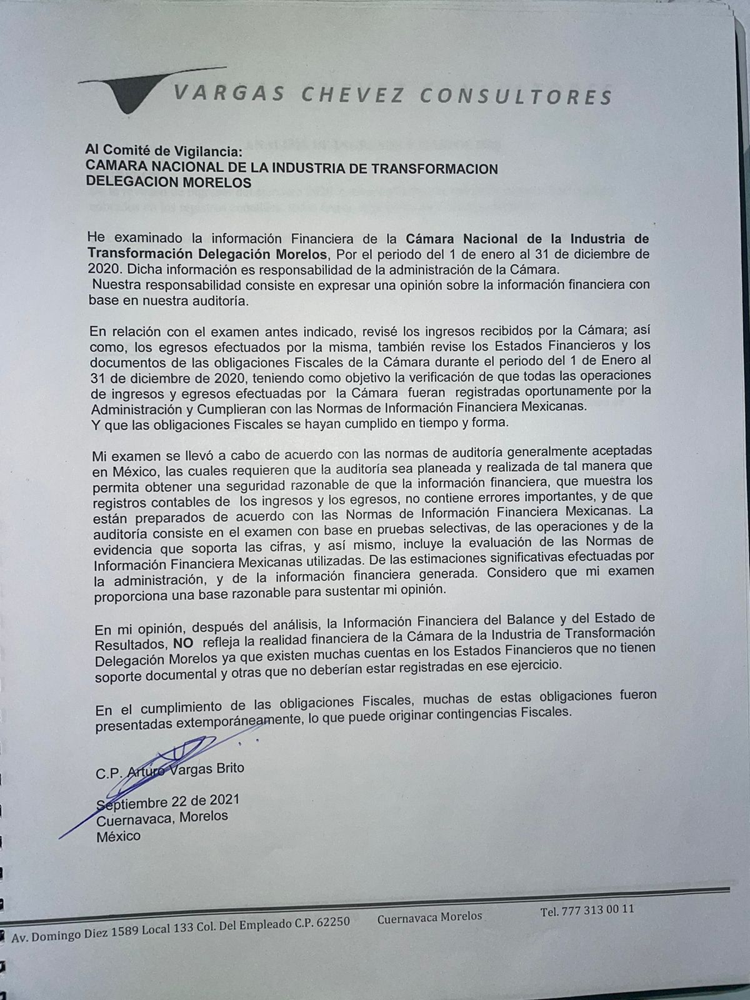 VARGAS CHEVEZ CONSULTORES
Al Comité de Vigilancia:
CAMARA NACIONAL DE LA INDUSTRIA DE TRANSFORMACION
DELEGACION MORELOS
He examinado la información Financiera de la Cámara Nacional de la Industria de
Transformación Delegación Morelos, Por el periodo del 1 de enero al 31 de diciembre de
2020. Dicha información es responsabilidad de la administración de la Cámara.
Nuestra responsabilidad consiste en expresar una opinión sobre la información financiera con
base en nuestra auditoría.
En relación con el examen antes indicado, revisé los ingresos recibidos por la Cámara; así
como, los egresos efectuados por la misma, también revise los Estados Financieros y los
documentos de las obligaciones Fiscales de la Cámara durante el periodo del 1 de Enero al
31 de diciembre de 2020, teniendo como objetivo la verificación de que todas las operaciones
de ingresos y egresos efectuadas por la Cámara fueran registradas oportunamente por la
Administración y Cumplieran con las Normas de Información Financiera Mexicanas.
Y que las obligaciones Fiscales se hayan cumplido en tiempo y forma.
Mi examen se llevó a cabo de acuerdo con las normas de auditoría generalmente aceptadas
en México, las cuales requieren que la auditoría sea planeada y realizada de tal manera que
permita obtener una seguridad razonable de que la información financiera, que muestra los
registros contables de los ingresos y los egresos, no contiene errores importantes, y de que
están preparados de acuerdo con las Normas de Información Financiera Mexicanas. La
auditoría consiste en el examen con base en pruebas selectivas, de las operaciones y de la
evidencia que soporta las cifras, y así mismo, incluye la evaluación de las Normas de
Información Financiera Mexicanas utilizadas. De las estimaciones significativas efectuadas por
la administración, y de la información financiera generada. Considero que mi examen
proporciona una base razonable para sustentar mi opinión.
En mi opinión, después del análisis, la Información Financiera del Balance y del Estado de
Resultados, NO refleja la realidad financiera de la Cámara de la Industria de Transformación
Delegación Morelos ya que existen muchas cuentas en los Estados Financieros que no tienen
soporte documental y otras que no deberían estar registradas en ese ejercicio.
En el cumplimiento de las obligaciones Fiscales, muchas de estas obligaciones fueron
presentadas extemporáneamente, lo que puede originar contingencias Fiscales.
C.P. Arturo Vargas Brito
Septiembre 22 de 2021
Cuernavaca, Morelos
México
Av. Domingo Diez 1589 Local 133 Col. Del Empleado C.P. 62250 Cuernavaca Morelos Tel. 777 313 00 11